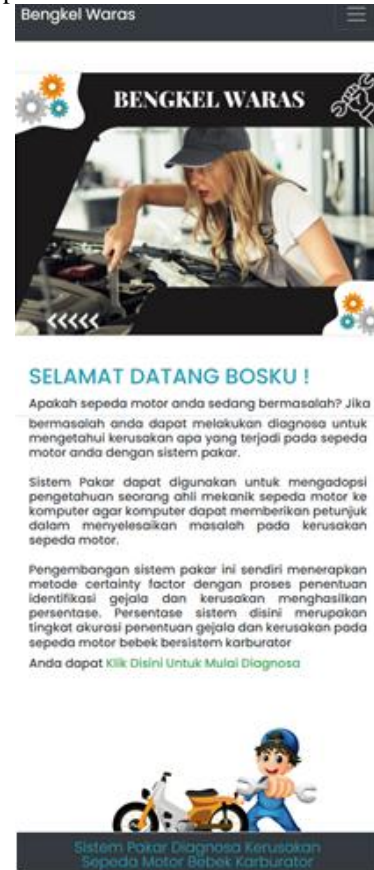 Bengkel Waras
BENGKEL WARAS
SELAMAT DATANG BOSKU !
Apakah sepeda motor anda sedang bermasalah? Jika
bermasalah anda dapat melakukan diagnosa untuk
mengetahui kerusakan apa yang terjadi pada sepeda
motor anda dengan sistem pakar.
Sistem Pakar dapat digunakan untuk mengadopsi
pengetahuan seorang ahli mekanik sepeda motor ke
komputer agar komputer dapat memberikan petunjuk
dalam menyelesaikan masalah pada kerusakan
sepeda motor.
Pengembangan sistem pakar ini sendiri menerapkan
metode certainty factor dengan proses penentuan
identifikasi gejala dan kerusakan menghasilkan
persentase. Persentase sistem disini merupakan
tingkat akurasi penentuan gejala dan kerusakan pada
sepeda motor bebek bersistem karburator
Anda dapat Klik Disini Untuk Mulai Diagnosa
Sistem Pakar Diagnosa Kerusakan
Sepeda Motor Bebek Karburator